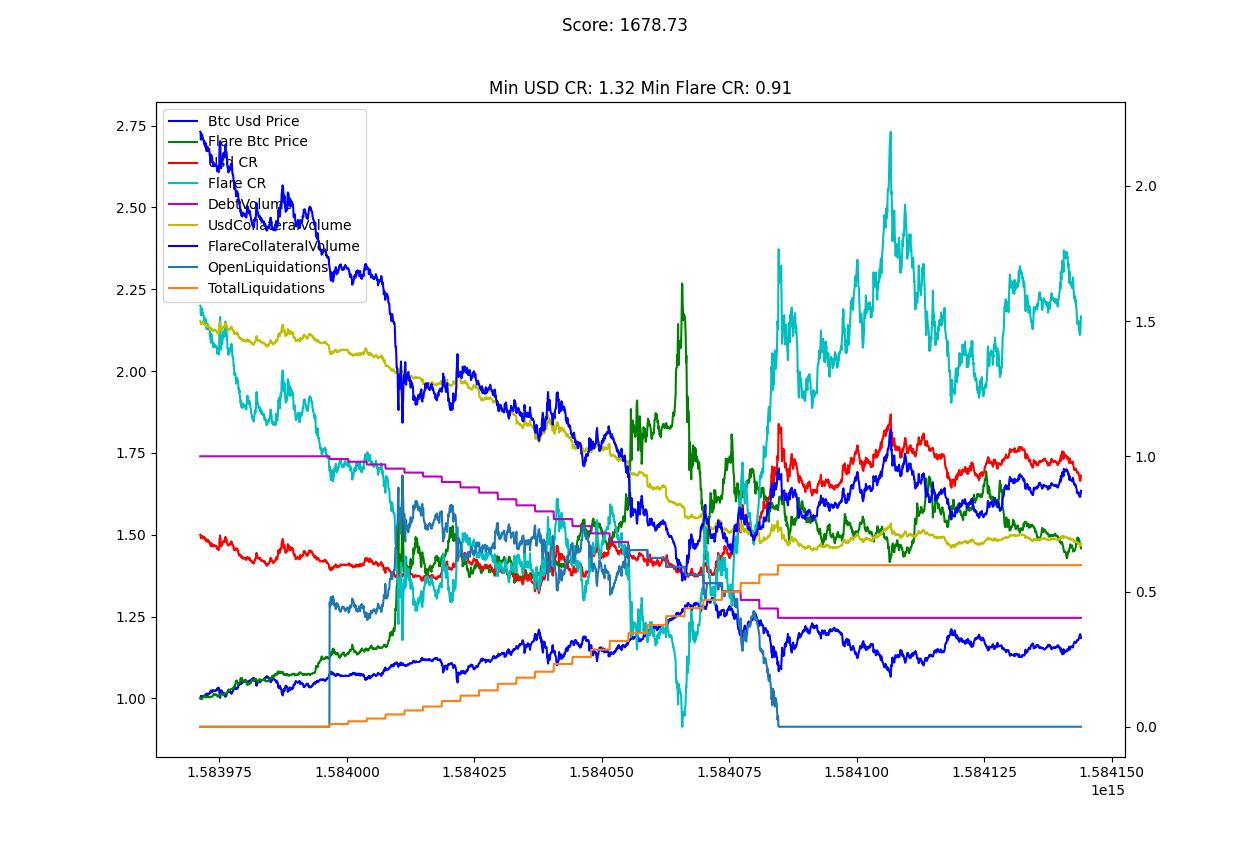 Score: 1678.73
Min USD CR: 1.32 Min Flare CR: 0.91
Btc Usd Price
Flare Btc Price
Usd CR
Flare CR
DebtVolume
UsdCollateralVolume
FlareCollateralVolume
OpenLiquidations
TotalLiquidations
2.75
2.50
2.25
2.00
1.75
1.50
1.25
1.00
2.0
1.5
1.0
0.5
0.0
1.583975 1.584000 1.584025 1.584050 1.584075 1.584100 1.584125 1.584150
1e15